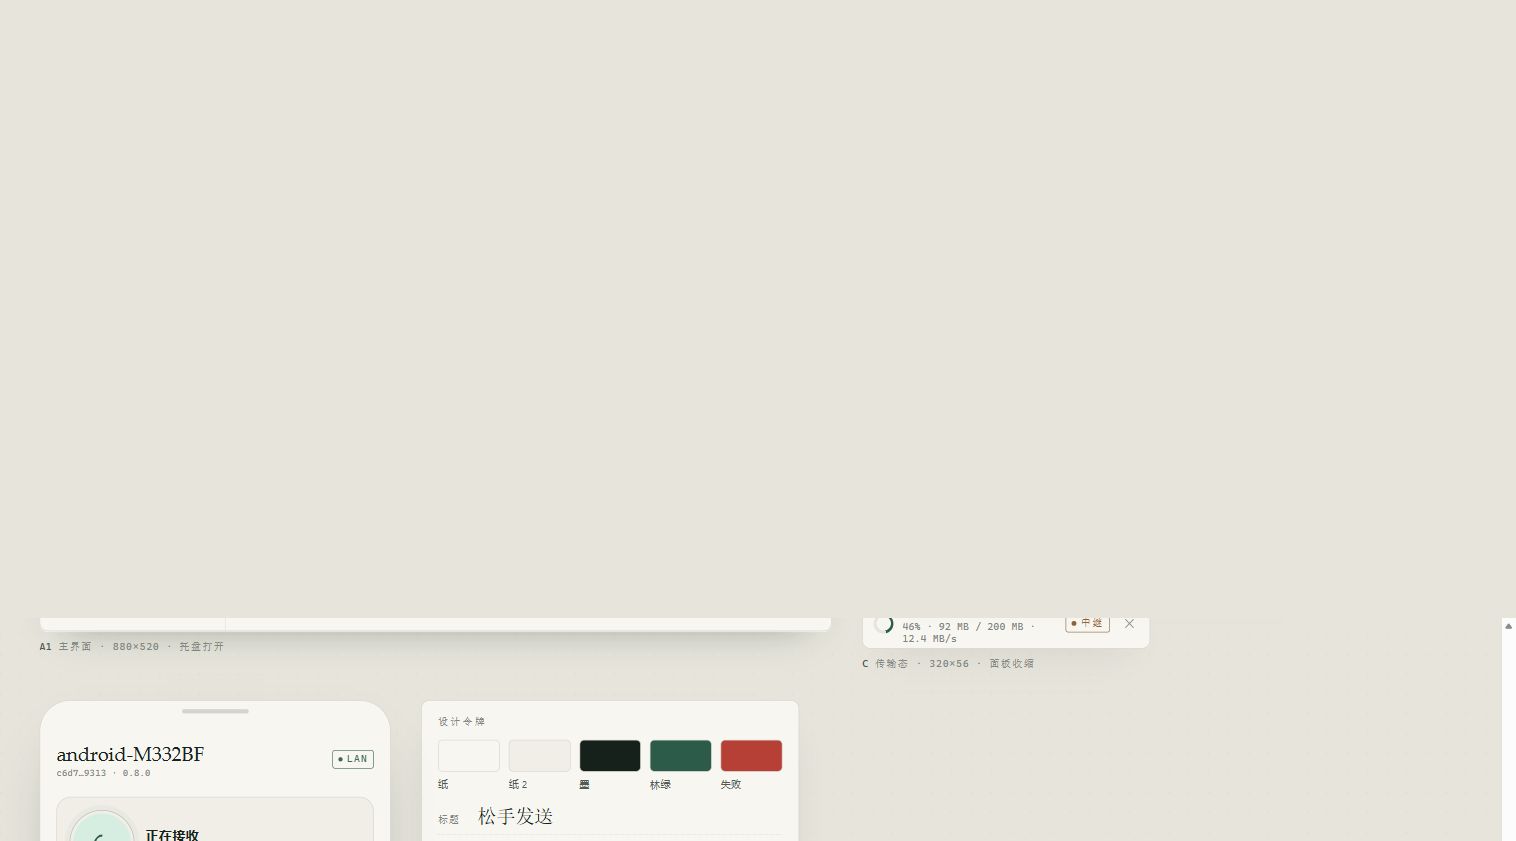 46% · 92 MB / 200 MB ·
12.4 MB/s
中继
A1 主界面 · 880×520 · 托盘打开
C 传输态 · 320×56 · 面板收缩
android-M332BF
c6d7…9313 · 0.8.0
LAN
正在接收
设计令牌
纸
纸 2
墨
林绿
失败
标题 松手发送